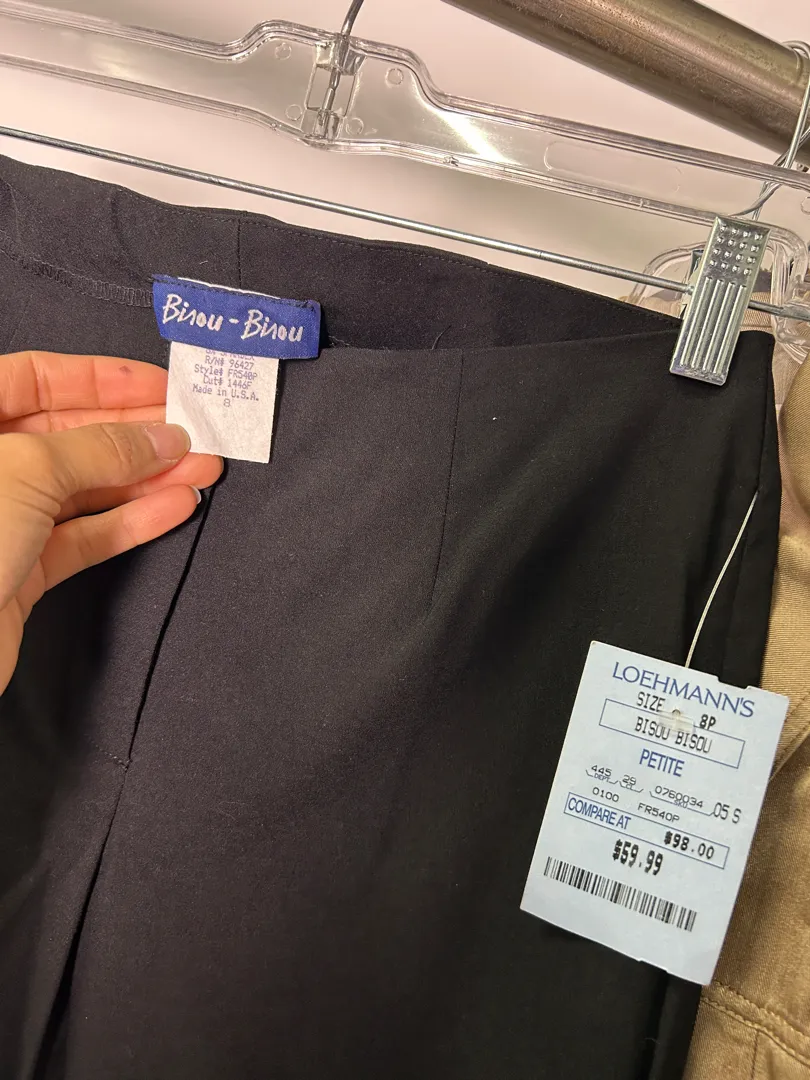 Bisou-Bisou
R/N# 96427
Style# FR540P
Cut# 1446F
Made in U.S.A.
8
LOEHMANN'S
SIZE 8P
BISOU BISOU
PETITE
445 28 0760034 05 S
DEPT.
0100 FR540P
COMPARE AT $98.00
$59.99